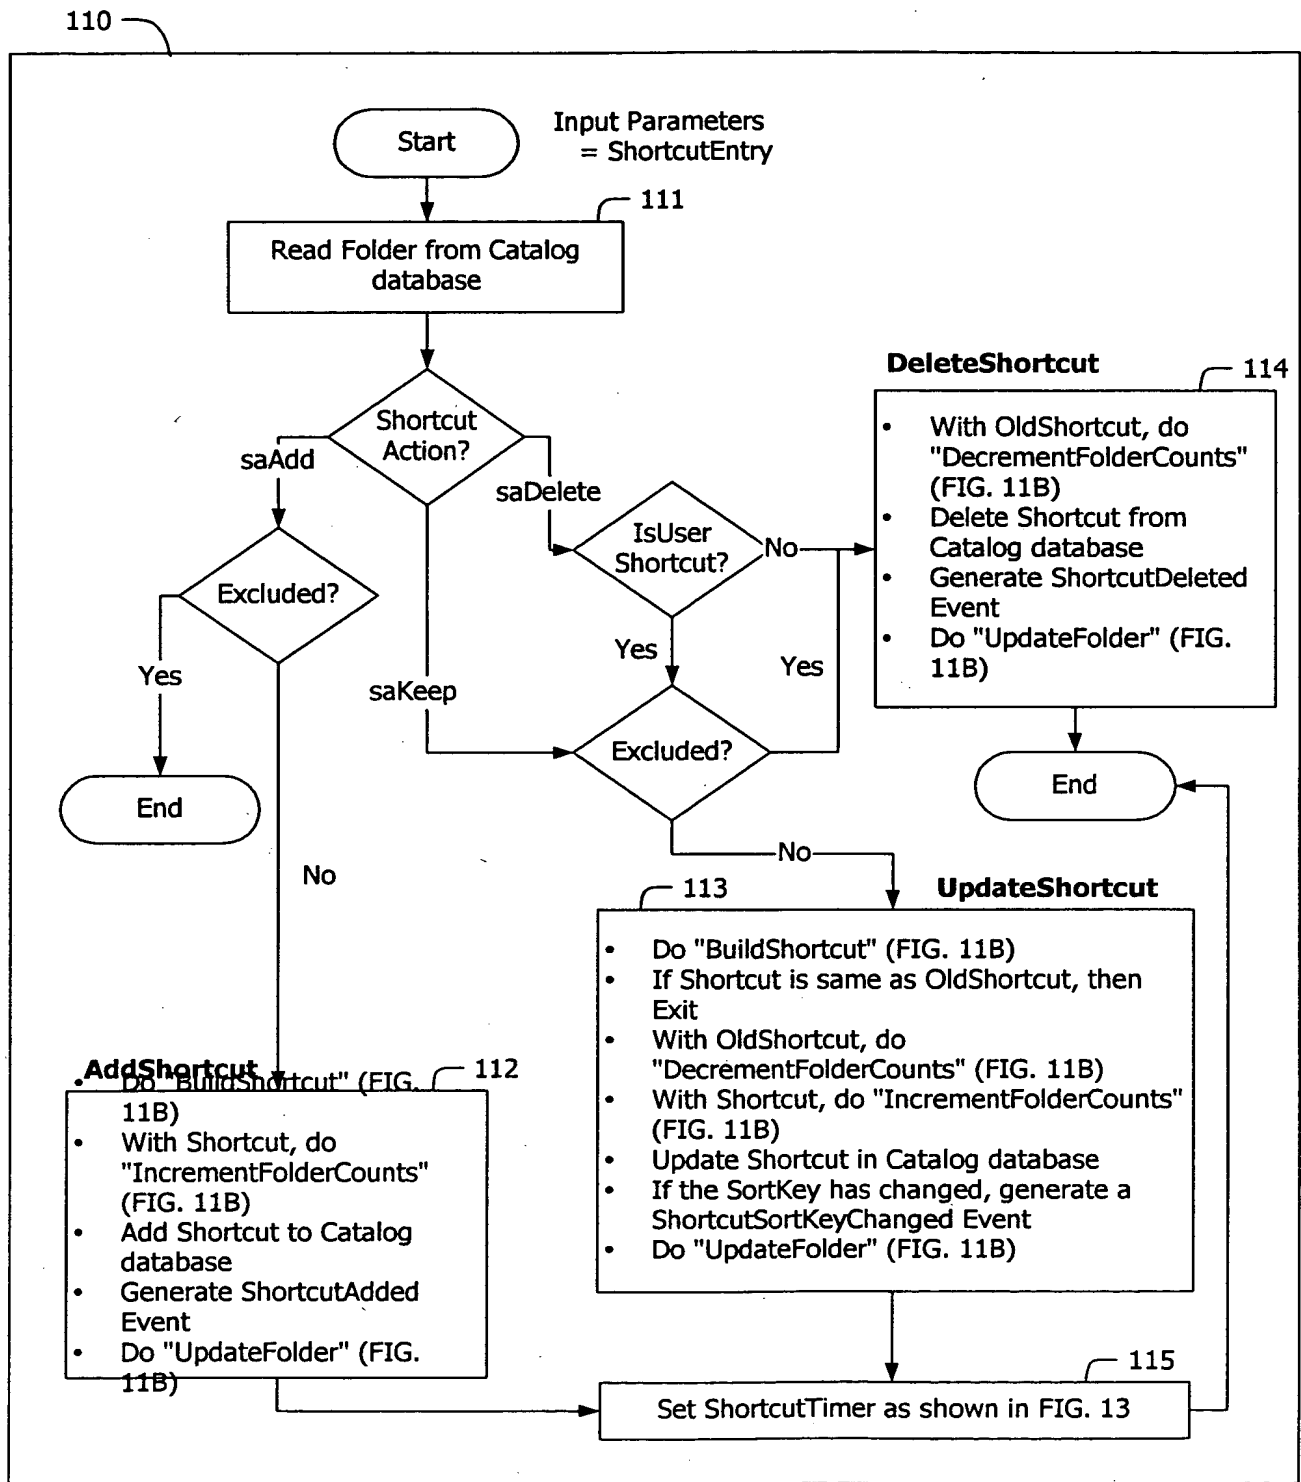 110
Start
Input Parameters
= ShortcutEntry
111
Read Folder from Catalog
database
Shortcut
Action?
saAdd
saDelete
saKeep
IsUser
Shortcut?
No
Yes
Yes
Excluded?
Yes
End
No
Excluded?
No
DeleteShortcut
114
• With OldShortcut, do
"DecrementFolderCounts"
(FIG. 11B)
• Delete Shortcut from
Catalog database
• Generate ShortcutDeleted
Event
• Do "UpdateFolder" (FIG.
11B)
End
113
UpdateShortcut
• Do "BuildShortcut" (FIG. 11B)
• If Shortcut is same as OldShortcut, then
Exit
• With OldShortcut, do
"DecrementFolderCounts" (FIG. 11B)
• With Shortcut, do "IncrementFolderCounts"
(FIG. 11B)
• Update Shortcut in Catalog database
• If the SortKey has changed, generate a
ShortcutSortKeyChanged Event
• Do "UpdateFolder" (FIG. 11B)
AddShortcut
112
• Do "BuildShortcut" (FIG.
11B)
• With Shortcut, do
"IncrementFolderCounts"
(FIG. 11B)
• Add Shortcut to Catalog
database
• Generate ShortcutAdded
Event
• Do "UpdateFolder" (FIG.
11B)
115
Set ShortcutTimer as shown in FIG. 13